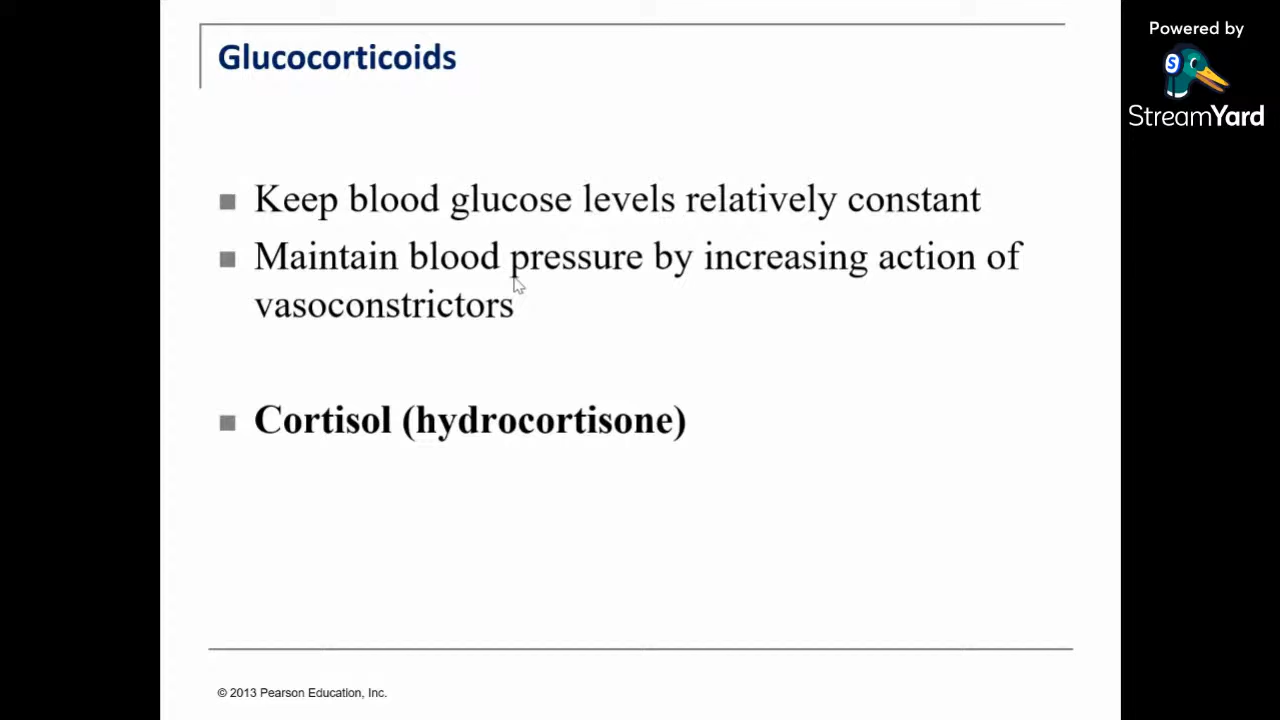 Glucocorticoids
Keep blood glucose levels relatively constant
Maintain blood pressure by increasing action of
vasoconstrictors
Cortisol (hydrocortisone)
© 2013 Pearson Education, Inc.
Powered by
S
StreamYard